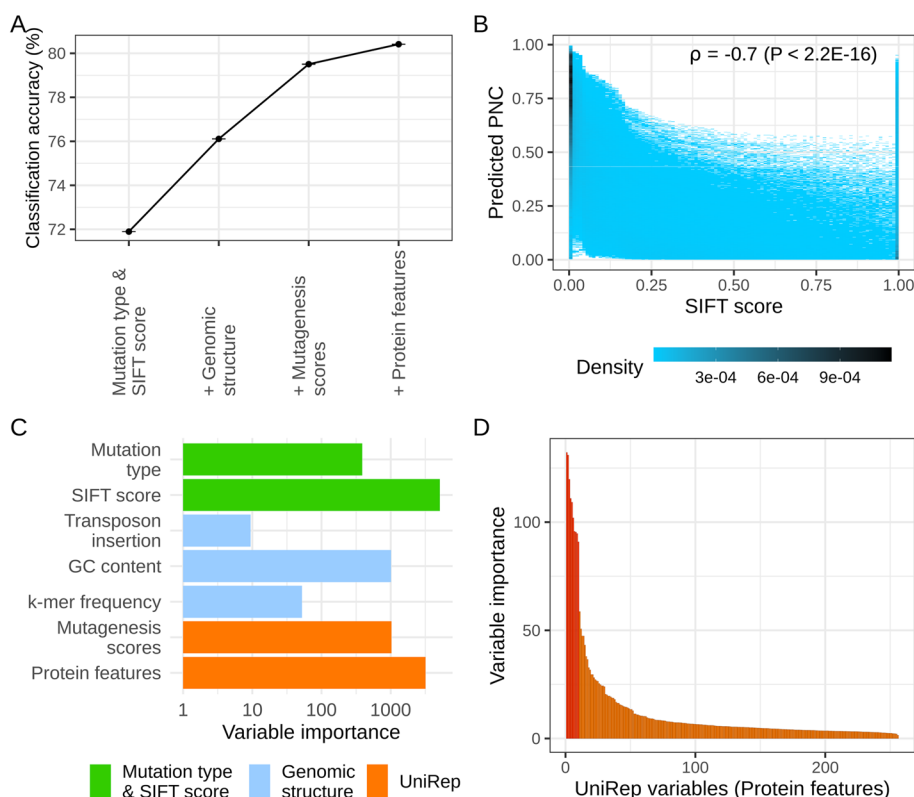 A
Classification accuracy (%)
80
78
76
74
72
Mutation type &
SIFT score
+ Genomic
structure
+ Mutagenesis
scores
+ Protein features
B
Predicted PNC
1.00
0.75
0.50
0.25
0.00
ρ = -0.7 (P < 2.2E-16)
0.00 0.25 0.50 0.75 1.00
SIFT score
Density
3e-04 6e-04 9e-04
C
Mutation
type
SIFT score
Transposon
insertion
GC content
k-mer frequency
Mutagenesis
scores
Protein features
1 10 100 1000
Variable importance
Mutation type
& SIFT score
Genomic
structure
UniRep
D
Variable importance
100
50
0
0 100 200
UniRep variables (Protein features)